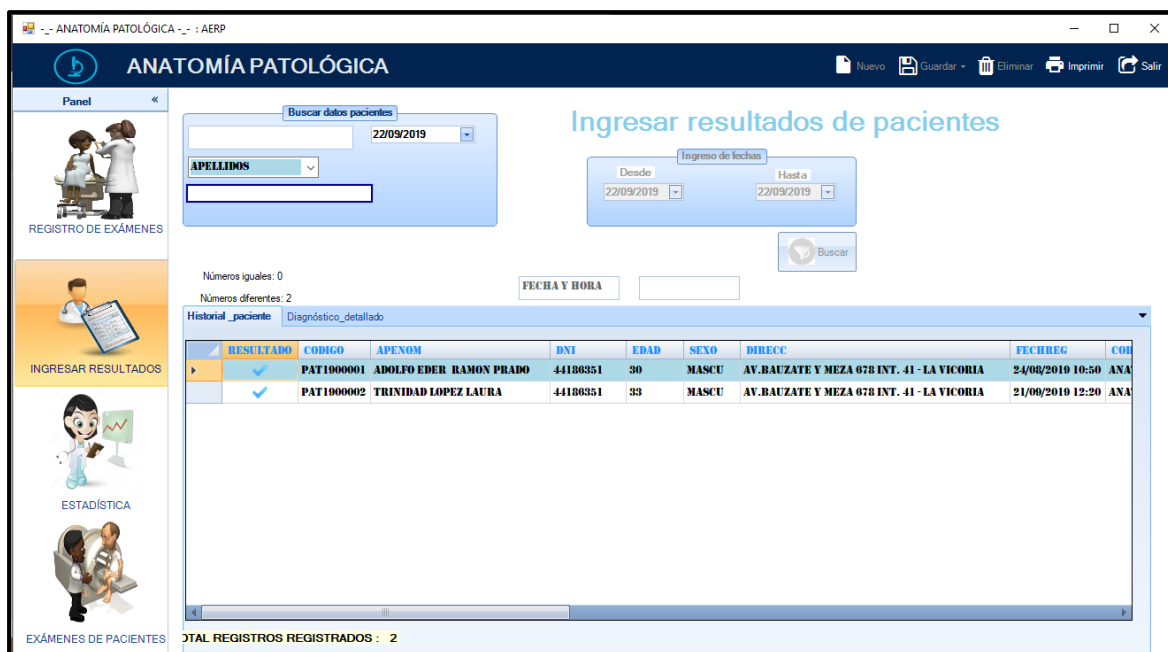 -_- ANATOMÍA PATOLÓGICA -_- : AERP
ANATOMÍA PATOLÓGICA
Nuevo Guardar Eliminar Imprimir Salir
Panel «
REGISTRO DE EXÁMENES
INGRESAR RESULTADOS
ESTADÍSTICA
EXÁMENES DE PACIENTES
Buscar datos pacientes
22/09/2019
APELLIDOS
Ingresar resultados de pacientes
Ingreso de fechas
Desde Hasta
22/09/2019 22/09/2019
Buscar
Números iguales: 0
Números diferentes: 2
FECHA Y HORA
Historial _paciente Diagnóstico_detallado
RESULTADO CODIGO APENOM DNI EDAD SEXO DIRECC FECHREG
PAT1900001 ADOLFO EDER RAMON PRADO 44186351 30 MASCU AV.BAUZATE Y MEZA 678 INT. 41 - LA VICORIA 24/08/2019 10:50 ANA
PAT1900002 TRINIDAD LOPEZ LAURA 44186351 33 MASCU AV.BAUZATE Y MEZA 678 INT. 41 - LA VICORIA 21/09/2019 12:20 ANA
OTAL REGISTROS REGISTRADOS : 2